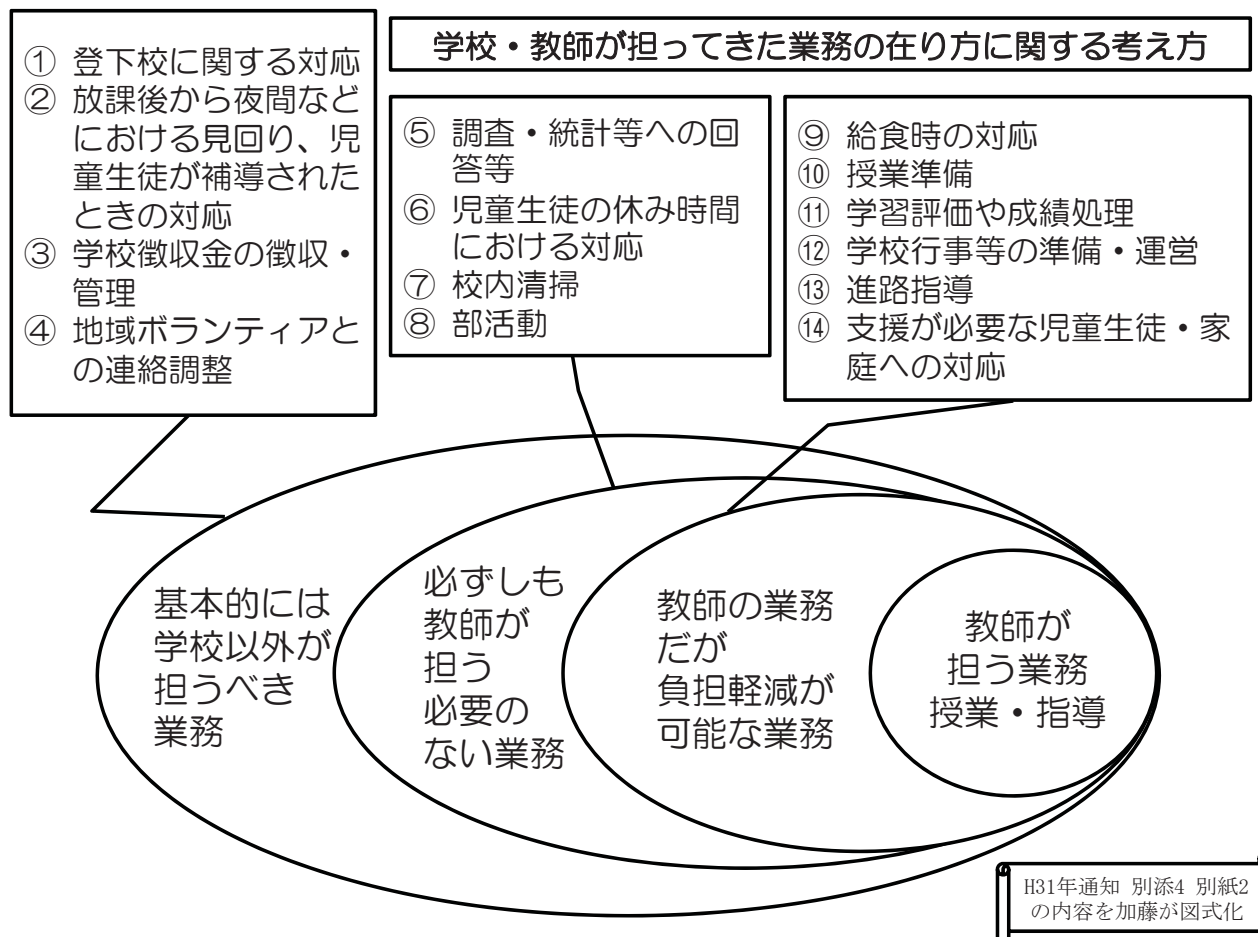 学校・教師が担ってきた業務の在り方に関する考え方
① 登下校に関する対応
② 放課後から夜間など
における見回り、児
童生徒が補導された
ときの対応
③ 学校徴収金の徴収・
管理
④ 地域ボランティアと
の連絡調整
⑤ 調査・統計等への回
答等
⑥ 児童生徒の休み時間
における対応
⑦ 校内清掃
⑧ 部活動
⑨ 給食時の対応
⑩ 授業準備
⑪ 学習評価や成績処理
⑫ 学校行事等の準備・運営
⑬ 進路指導
⑭ 支援が必要な児童生徒・家
庭への対応
基本的には
学校以外が
担うべき
業務
必ずしも
教師が
担う
必要の
ない業務
教師の業務
だが
負担軽減が
可能な業務
教師が
担う業務
授業・指導
H31年通知 別添4 別紙2
の内容を加藤が図式化